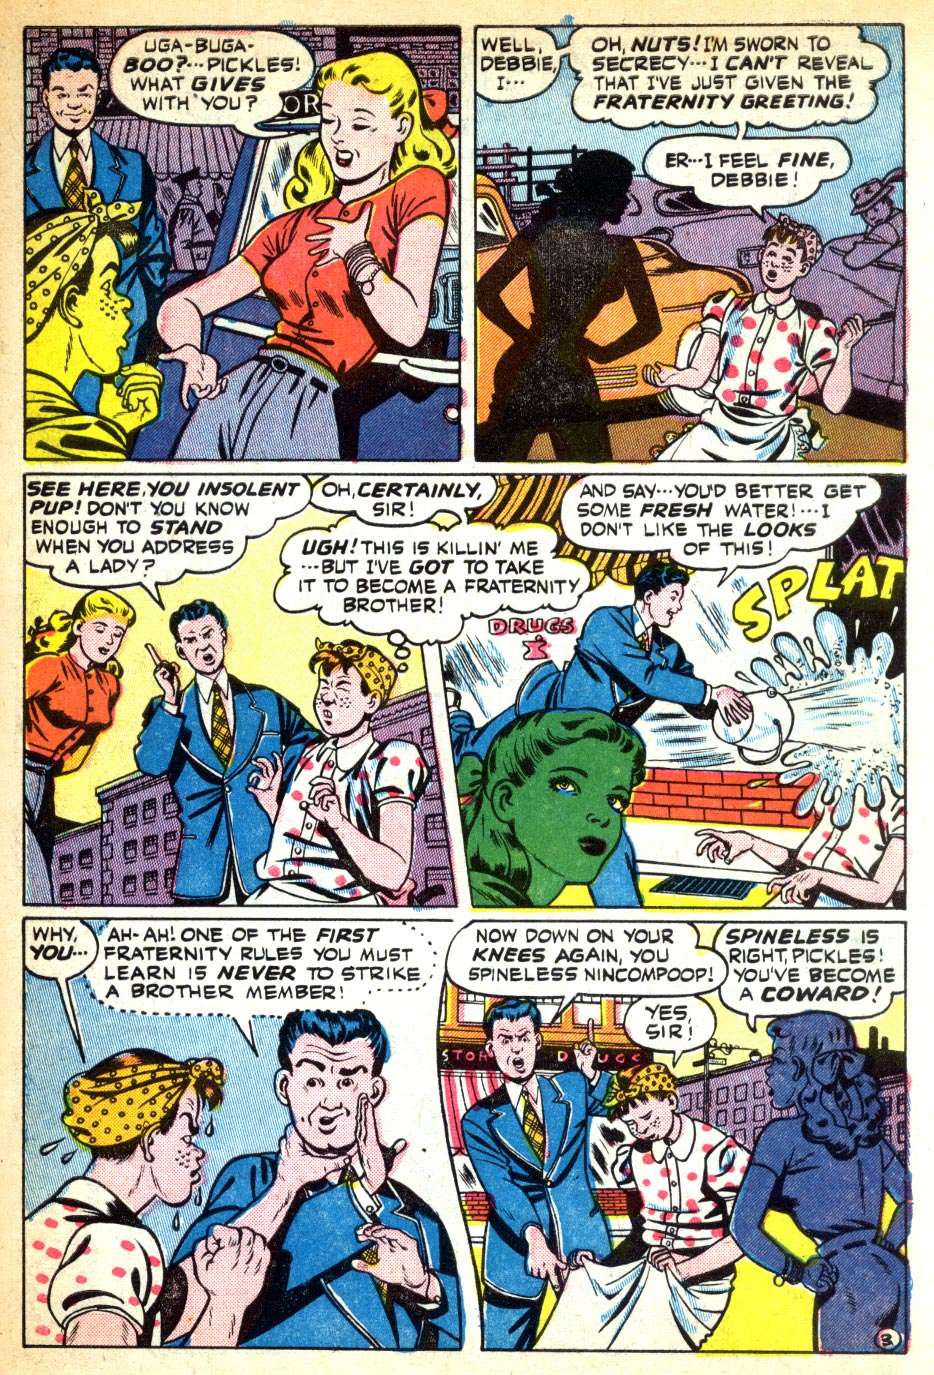 UGA-BUGA-
BOO?...PICKLES!
WHAT GIVES
WITH YOU?
OR
WELL,
DEBBIE,
I...
OH, NUTS! I'M SWORN TO
SECRECY...I CAN'T REVEAL
THAT I'VE JUST GIVEN THE
FRATERNITY GREETING!
ER...I FEEL FINE,
DEBBIE!
SEE HERE, YOU INSOLENT
PUP! DON'T YOU KNOW
ENOUGH TO STAND
WHEN YOU ADDRESS
A LADY?
OH, CERTAINLY,
SIR!
UGH! THIS IS KILLIN' ME
...BUT I'VE GOT TO TAKE
IT TO BECOME A FRATERNITY
BROTHER!
AND SAY...YOU'D BETTER GET
SOME FRESH WATER!...I
DON'T LIKE THE LOOKS
OF THIS!
DRUGS
SPLAT
WHY,
YOU...
AH-AH! ONE OF THE FIRST
FRATERNITY RULES YOU MUST
LEARN IS NEVER TO STRIKE
A BROTHER MEMBER!
NOW DOWN ON YOUR
KNEES AGAIN, YOU
SPINELESS NINCOMPOOP!
YES,
SIR!
SPINELESS IS
RIGHT, PICKLES!
YOU'VE BECOME
A COWARD!
3